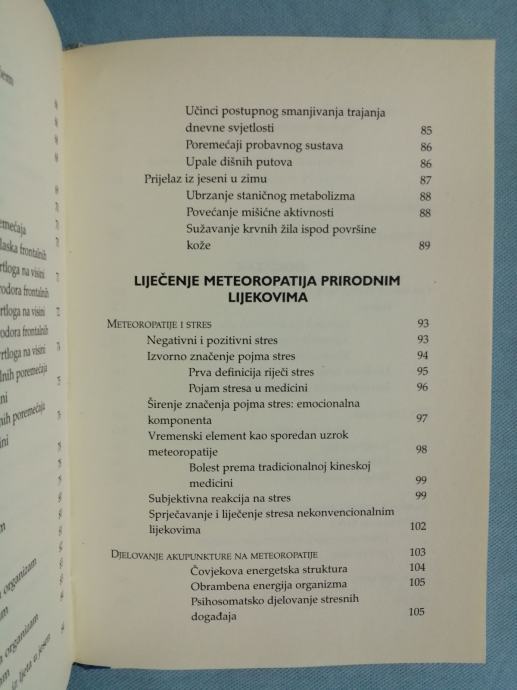 Učinci postupnog smanjivanja trajanja
dnevne svjetlosti 85
Poremećaji probavnog sustava 86
Upale dišnih putova 86
Prijelaz iz jeseni u zimu 87
Ubrzanje staničnog metabolizma 88
Povećanje mišićne aktivnosti 88
Sužavanje krvnih žila ispod površine
kože 89
LIJEČENJE METEOROPATIJA PRIRODNIM
LIJEKOVIMA
METEOROPATIJE I STRES 93
Negativni i pozitivni stres 93
Izvorno značenje pojma stres 94
Prva definicija riječi stres 95
Pojam stresa u medicini 96
Širenje značenja pojma stres: emocionalna
komponenta 97
Vremenski element kao sporedan uzrok
meteoropatije 98
Bolest prema tradicionalnoj kineskoj
medicini 99
Subjektivna reakcija na stres 99
Sprječavanje i liječenje stresa nekonvencionalnim
lijekovima 102
DJELOVANJE AKUPUNKTURE NA METEOROPATIJE 103
Čovjekova energetska struktura 104
Obrambena energija organizma 105
Psihosomatsko djelovanje stresnih
događaja 105